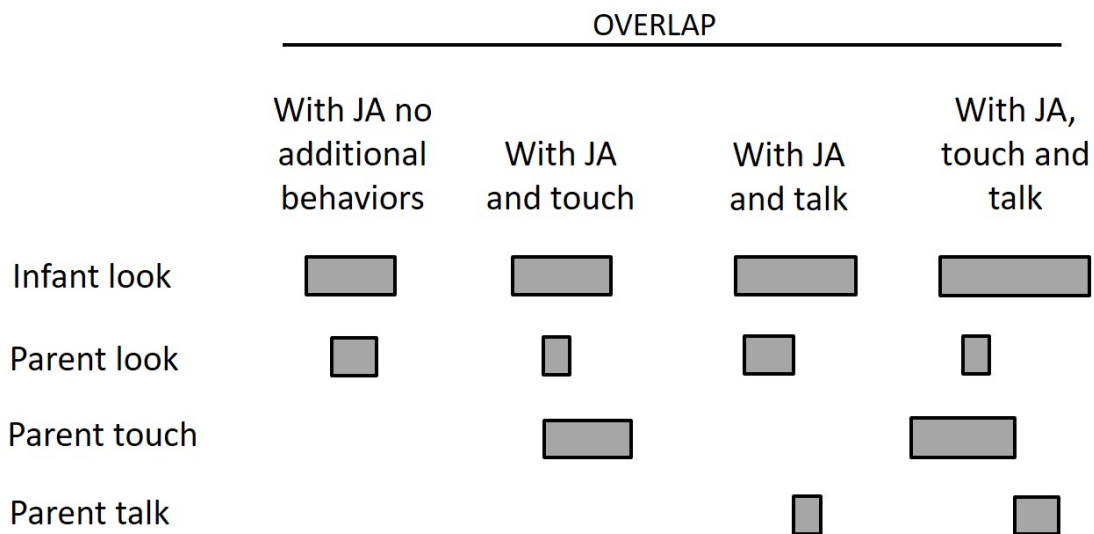 OVERLAP
With JA no
additional
behaviors
With JA
and touch
With JA
and talk
With JA,
touch and
talk
Infant look
Parent look
Parent touch
Parent talk